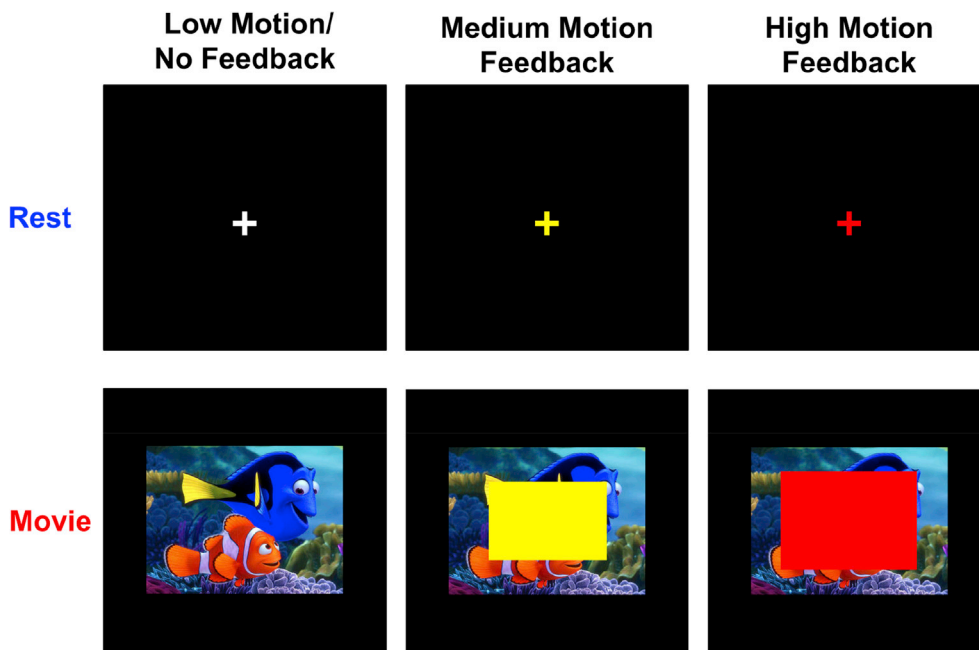 Low Motion/
No Feedback
Medium Motion
Feedback
High Motion
Feedback
Rest
Movie